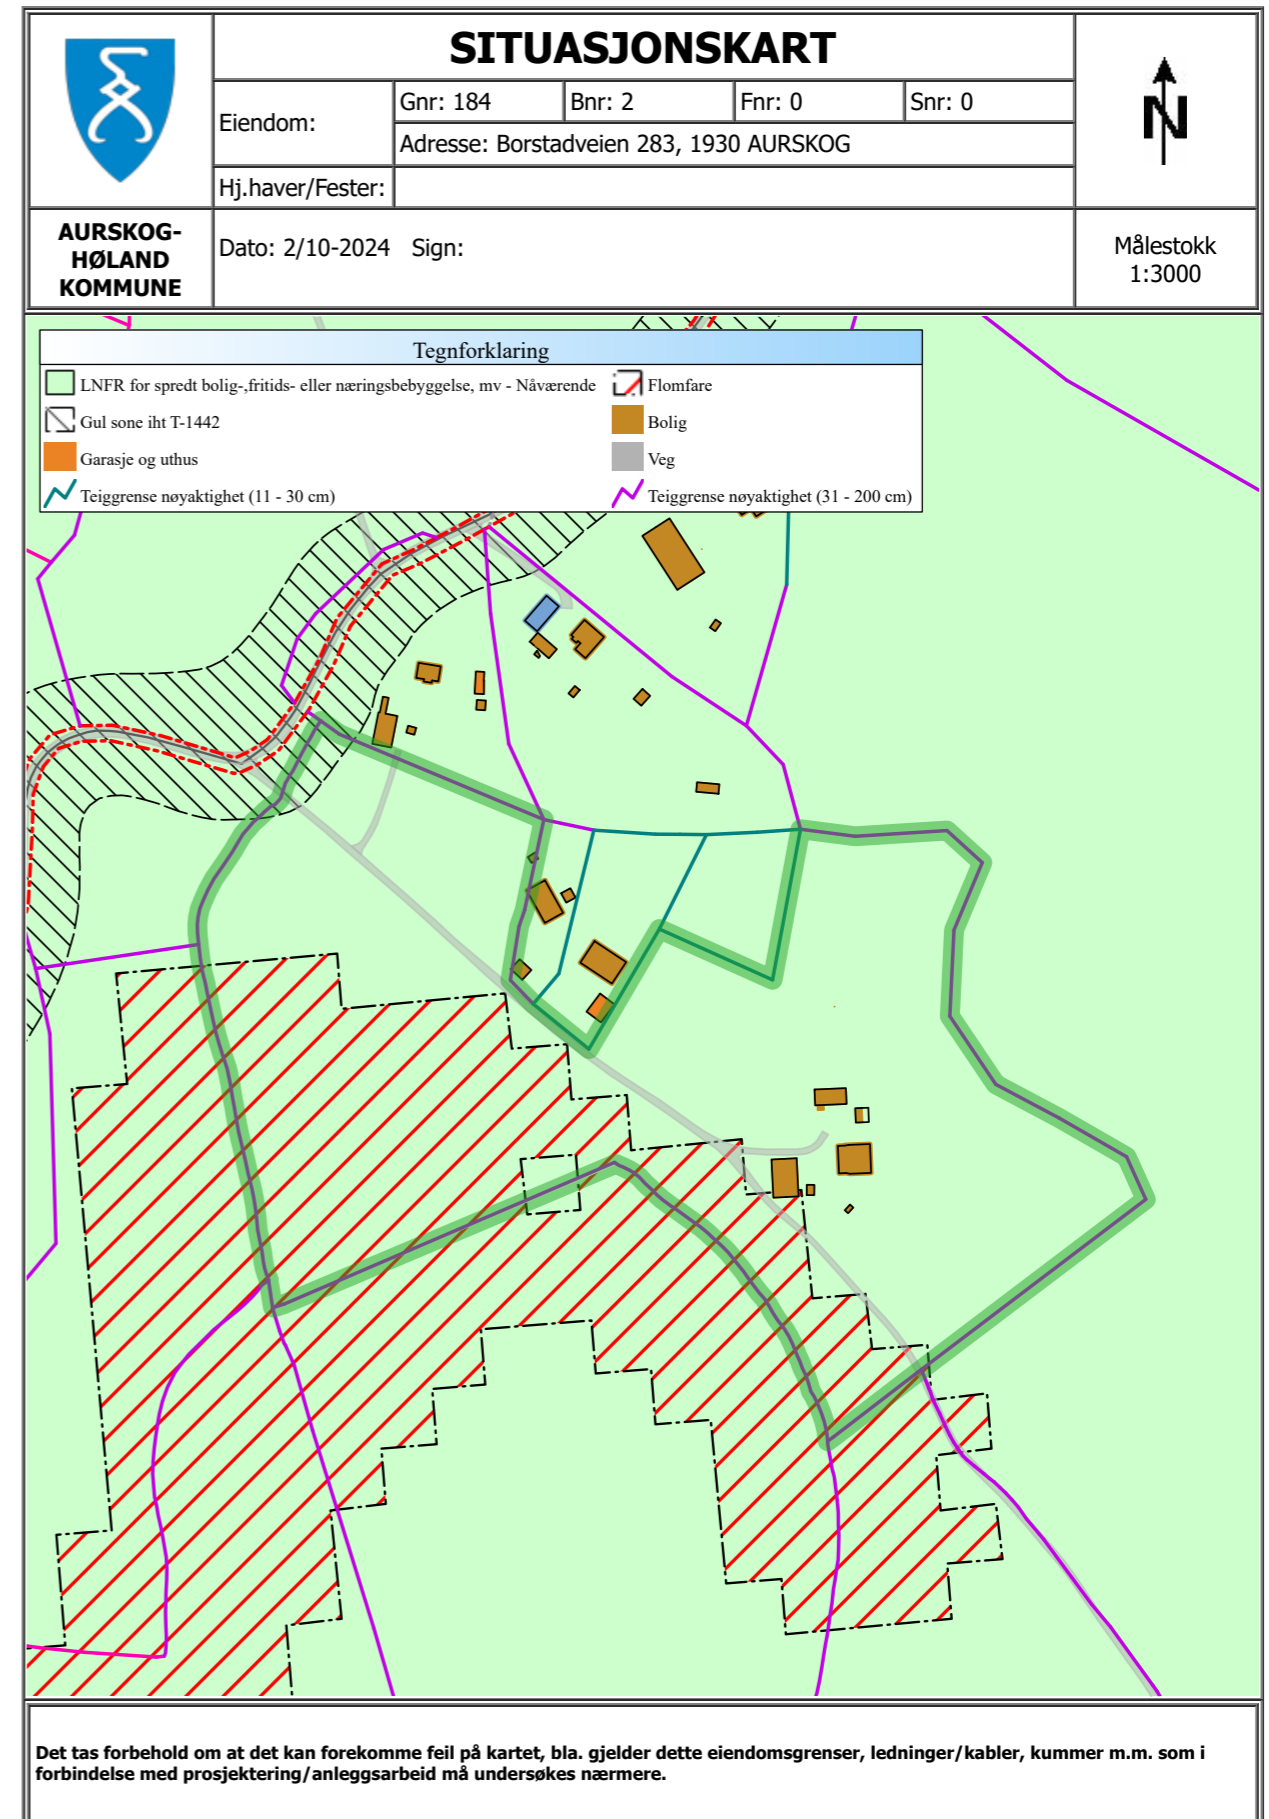 SITUASJONSKART
Eiendom:
Gnr: 184
Bnr: 2
Fnr: 0
Snr: 0
Adresse: Borstadveien 283, 1930 AURSKOG
Hj.haver/Fester:
N
AURSKOG-
HØLAND
KOMMUNE
Dato: 2/10-2024 Sign:
Målestokk
1:3000
Tegnforklaring
LNFR for spredt bolig-,fritids- eller næringsbebyggelse, mv - Nåværende
Flomfare
Gul sone iht T-1442
Bolig
Garasje og uthus
Veg
Teiggrense nøyaktighet (11 - 30 cm)
Teiggrense nøyaktighet (31 - 200 cm)
Det tas forbehold om at det kan forekomme feil på kartet, bla. gjelder dette eiendomsgrenser, ledninger/kabler, kummer m.m. som i
forbindelse med prosjektering/anleggsarbeid må undersøkes nærmere.